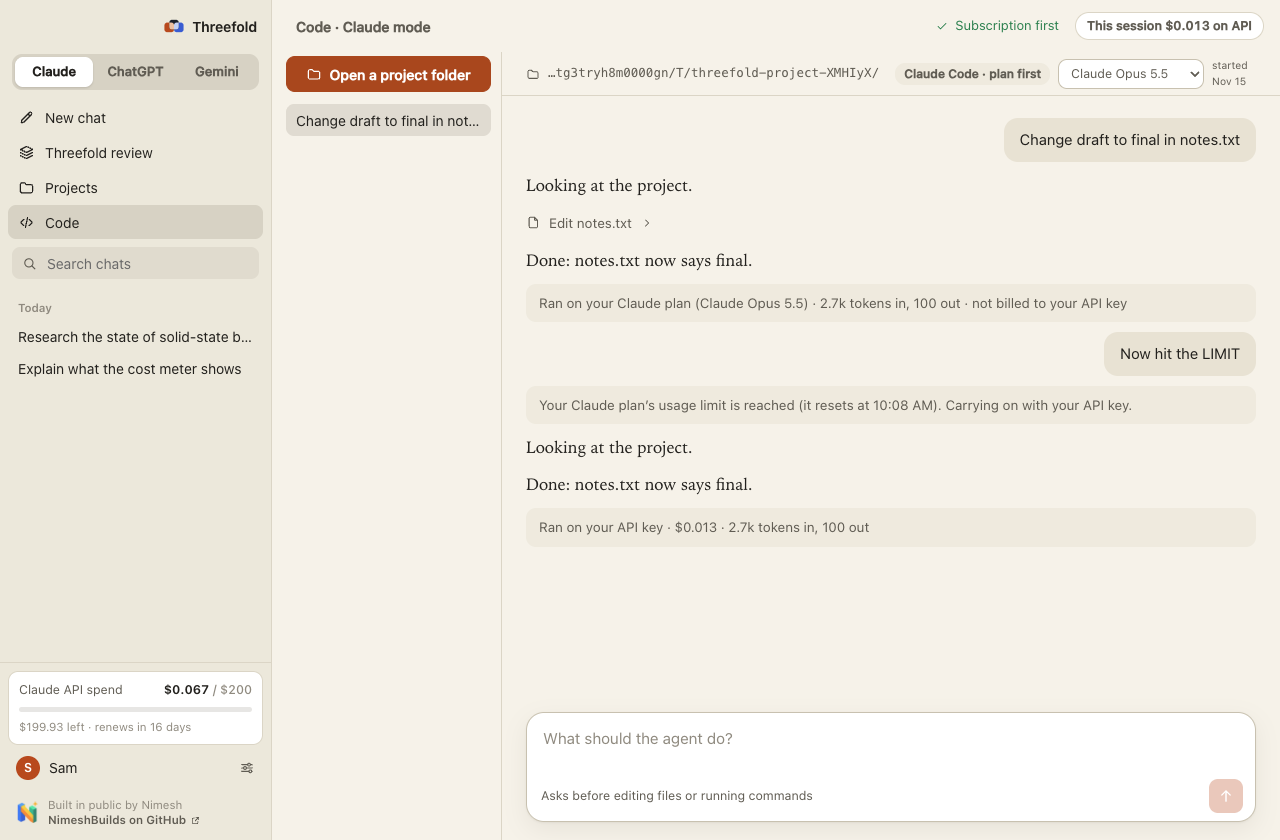 Threefold
Claude
ChatGPT
Gemini
New chat
Threefold review
Projects
Code
Search chats
Today
Research the state of solid-state b...
Explain what the cost meter shows
Claude API spend
$0.067 / $200
$199.93 left · renews in 16 days
S
Sam
Built in public by Nimesh
NimeshBuilds on GitHub
Code · Claude mode
Subscription first
This session $0.013 on API
Open a project folder
Change draft to final in not...
…tg3tryh8m0000gn/T/threefold-project-XMHIyX/
Claude Code · plan first
Claude Opus 5.5
started
Nov 15
Change draft to final in notes.txt
Looking at the project.
Edit notes.txt
Done: notes.txt now says final.
Ran on your Claude plan (Claude Opus 5.5) · 2.7k tokens in, 100 out · not billed to your API key
Now hit the LIMIT
Your Claude plan's usage limit is reached (it resets at 10:08 AM). Carrying on with your API key.
Looking at the project.
Done: notes.txt now says final.
Ran on your API key · $0.013 · 2.7k tokens in, 100 out
What should the agent do?
Asks before editing files or running commands